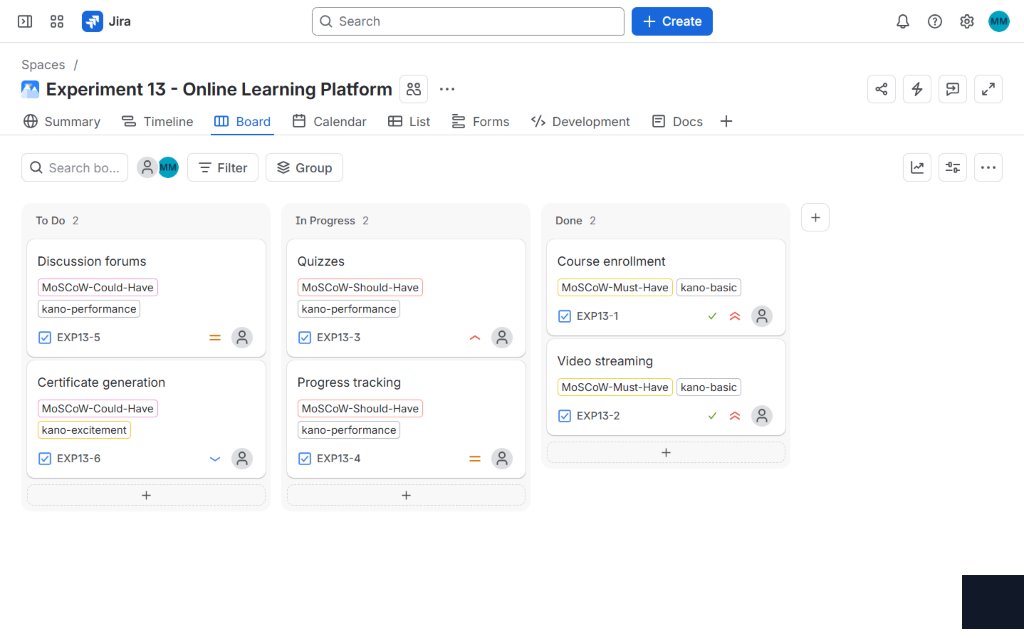 Jira
Search
Create
MM
Spaces /
Experiment 13 - Online Learning Platform
Summary
Timeline
Board
Calendar
List
Forms
Development
Docs
Search bo...
MM
Filter
Group
To Do 2
Discussion forums
MoSCoW-Could-Have
kano-performance
EXP13-5
Certificate generation
MoSCoW-Could-Have
kano-excitement
EXP13-6
In Progress 2
Quizzes
MoSCoW-Should-Have
kano-performance
EXP13-3
Progress tracking
MoSCoW-Should-Have
kano-performance
EXP13-4
Done 2
Course enrollment
MoSCoW-Must-Have kano-basic
EXP13-1
Video streaming
MoSCoW-Must-Have kano-basic
EXP13-2